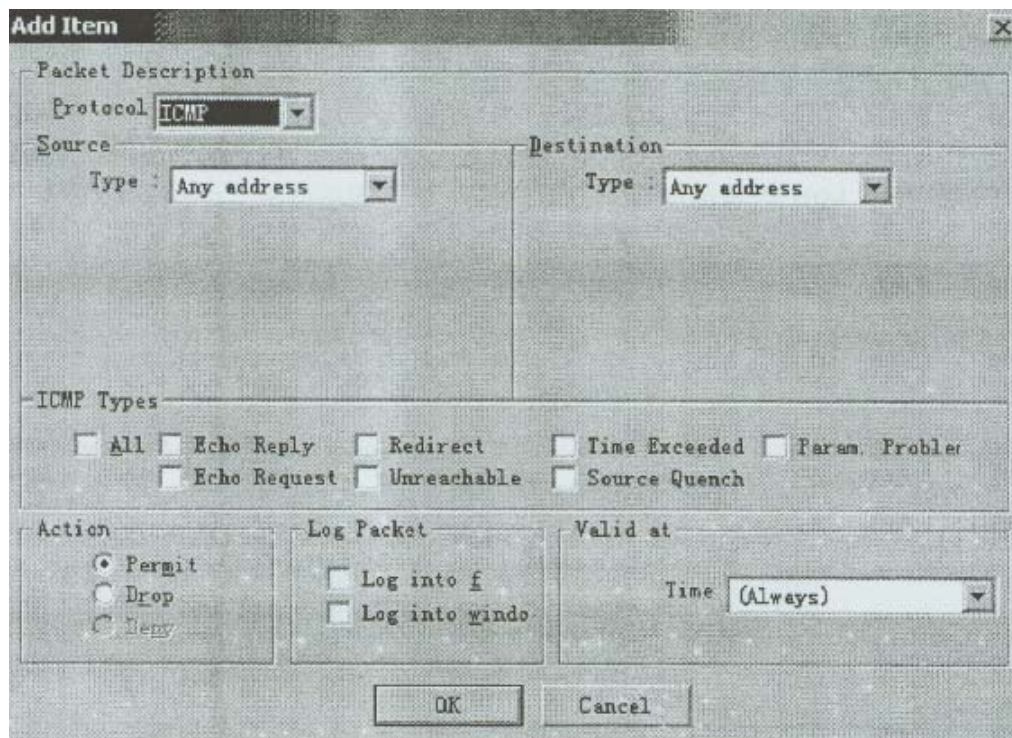 Add Item
Packet Description
Protocol ICMP
Source
Type : Any address
Destination
Type : Any address
ICMP Types
All Echo Reply Redirect Time Exceeded Param. Probler
Echo Request Unreachable Source Quench
Action
Permit
Drop
Deny
Log Packet
Log into f
Log into windo
Valid at
Time (Always)
OK Cancel